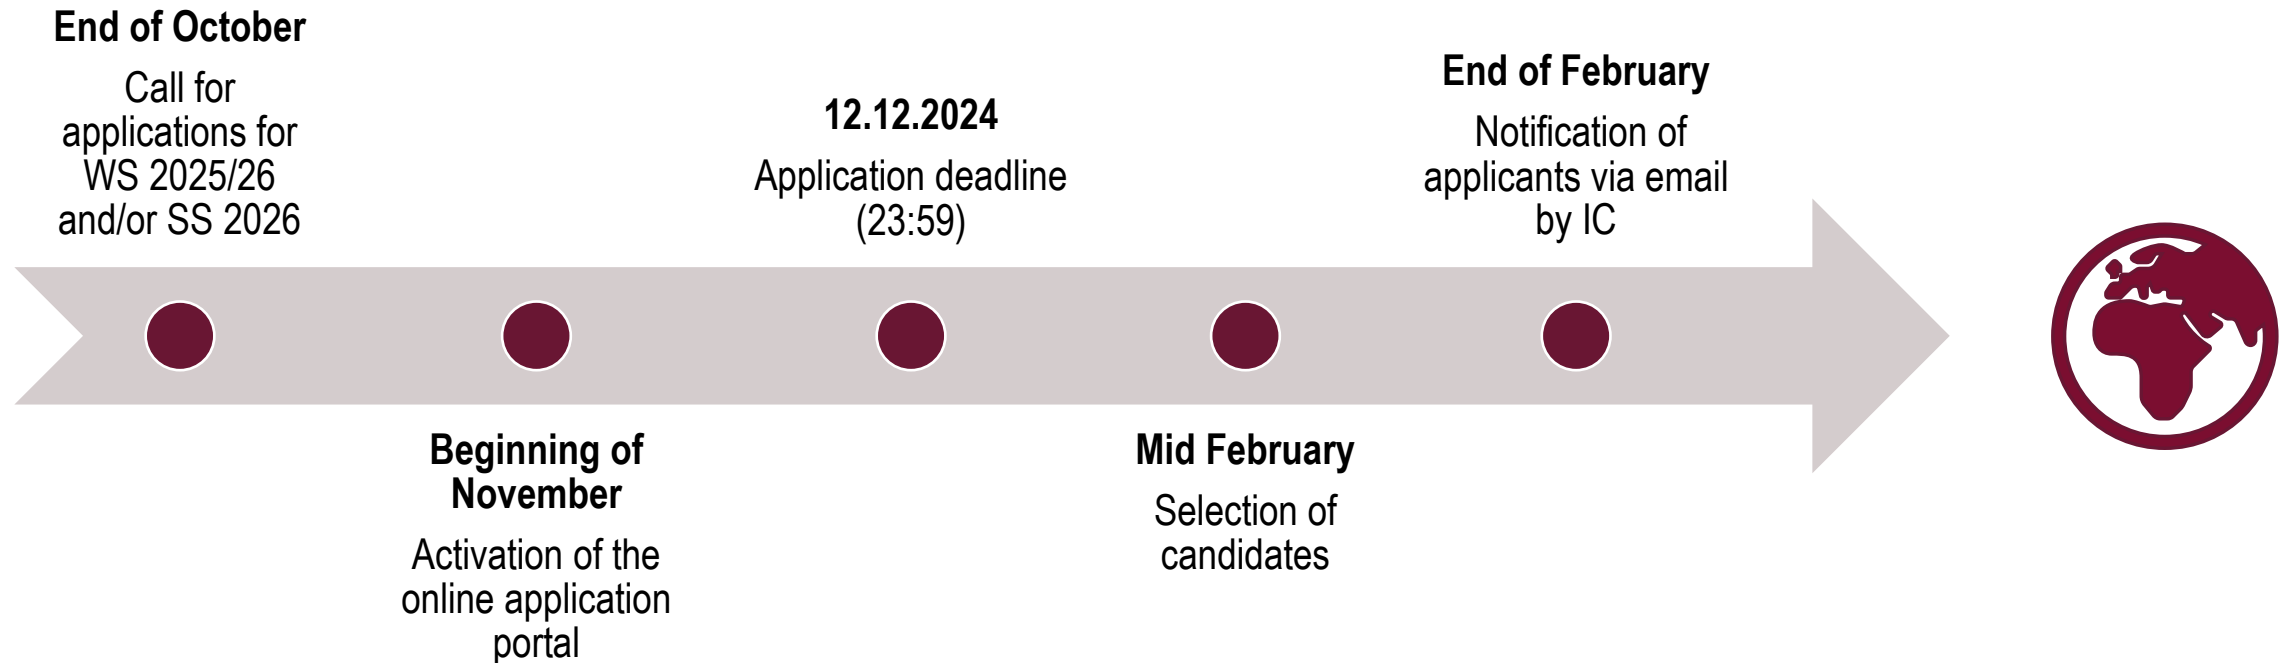 End of October
Call for
applications for
WS 2025/26
and/or SS 2026
Beginning of
November
Activation of the
online application
portal
12.12.2024
Application deadline
(23:59)
Mid February
Selection of
candidates
End of February
Notification of
applicants via email
by IC